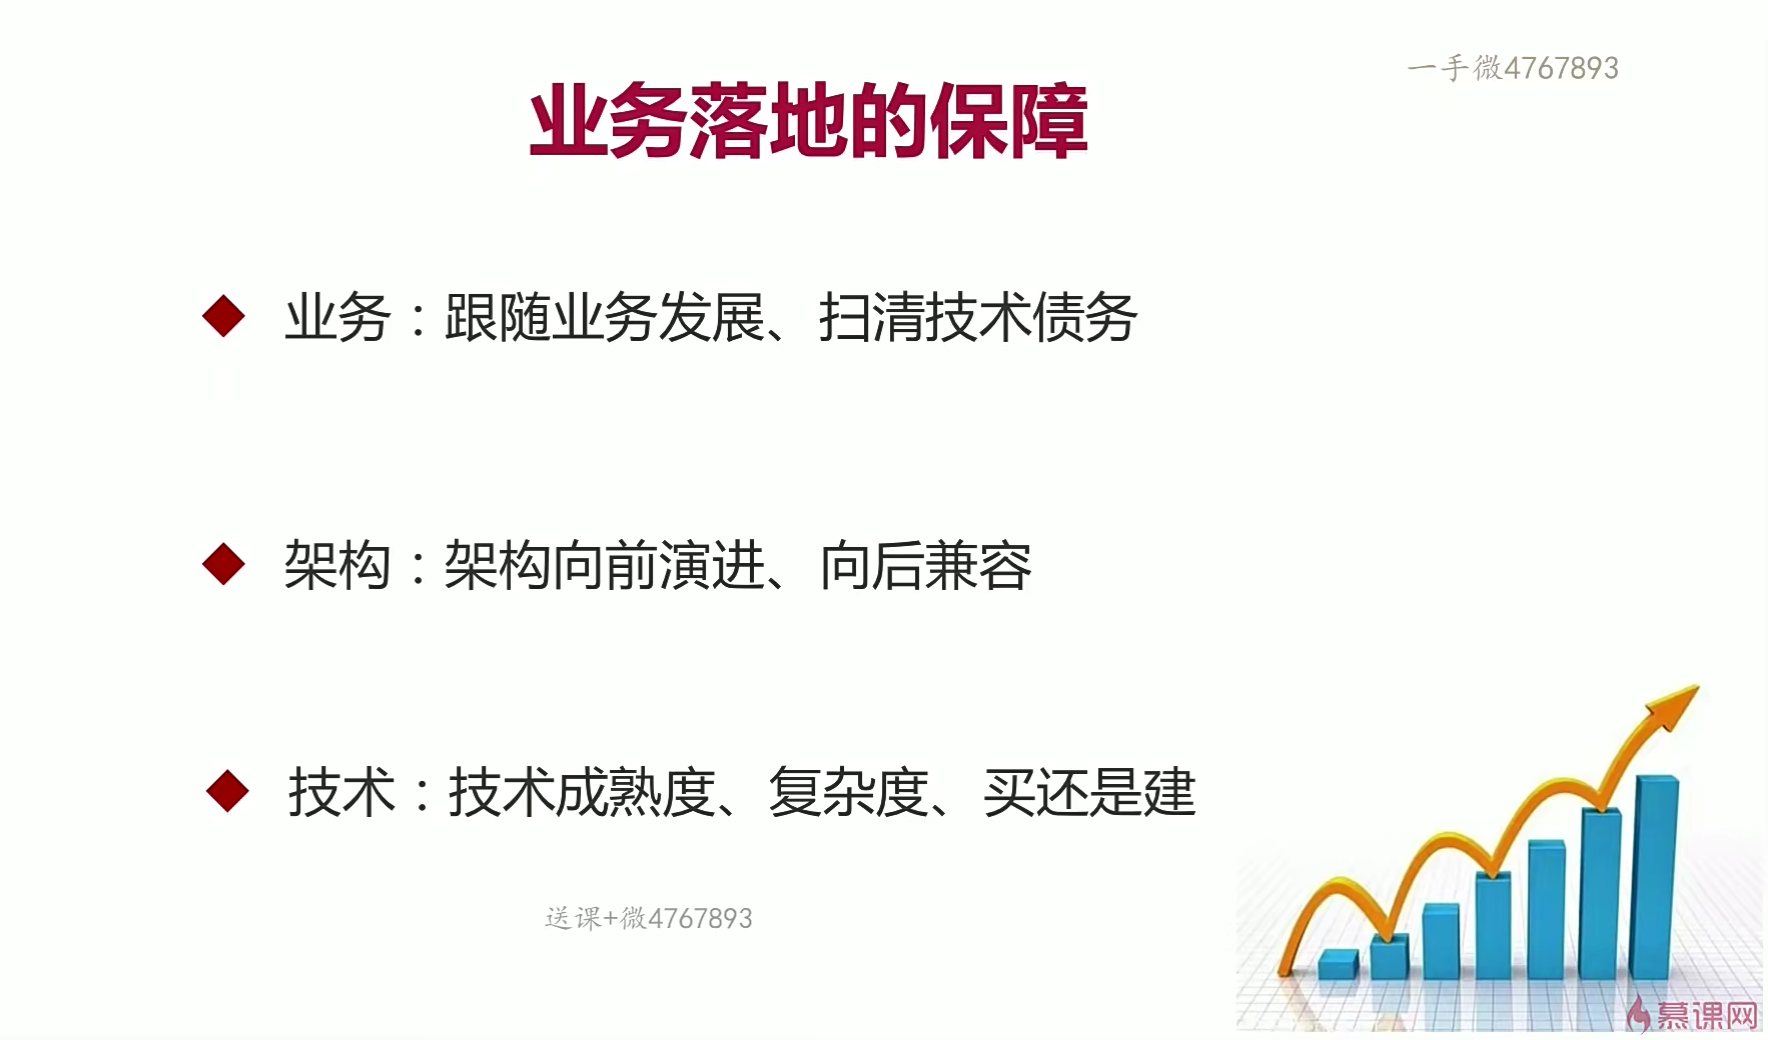 一手微4767893
业务落地的保障
业务：跟随业务发展、扫清技术债务
架构：架构向前演进、向后兼容
技术：技术成熟度、复杂度、买还是建
送课+微4767893
慕课网